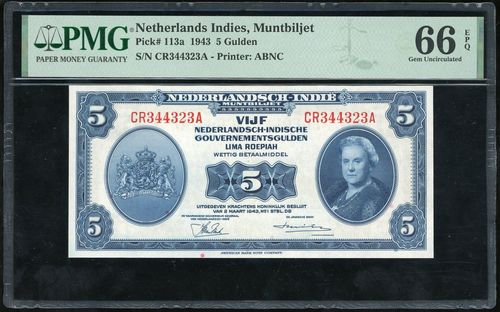 PMG
PAPER MONEY GUARANTY
Netherlands Indies, Muntbiljet
Pick# 113a 1943 5 Gulden
S/N CR344323A - Printer: ABNC
66 EPQ
Gem Uncirculated
NEDERLANDSCH-INDIË
MUNTBILJET
5
5
CR344323A
CR344323A
VIJF
NEDERLANDSCH-INDISCHE
GOUVERNEMENTSGULDEN
LIMA ROEPIAH
WETTIG BETAALMIDDEL
5
UITGEGEVEN KRACHTENS KONINKLIJK BESLUIT
VAN 2 MAART 1943, Nº1 STBL. D8
5
5
AMERICAN BANK NOTE COMPANY